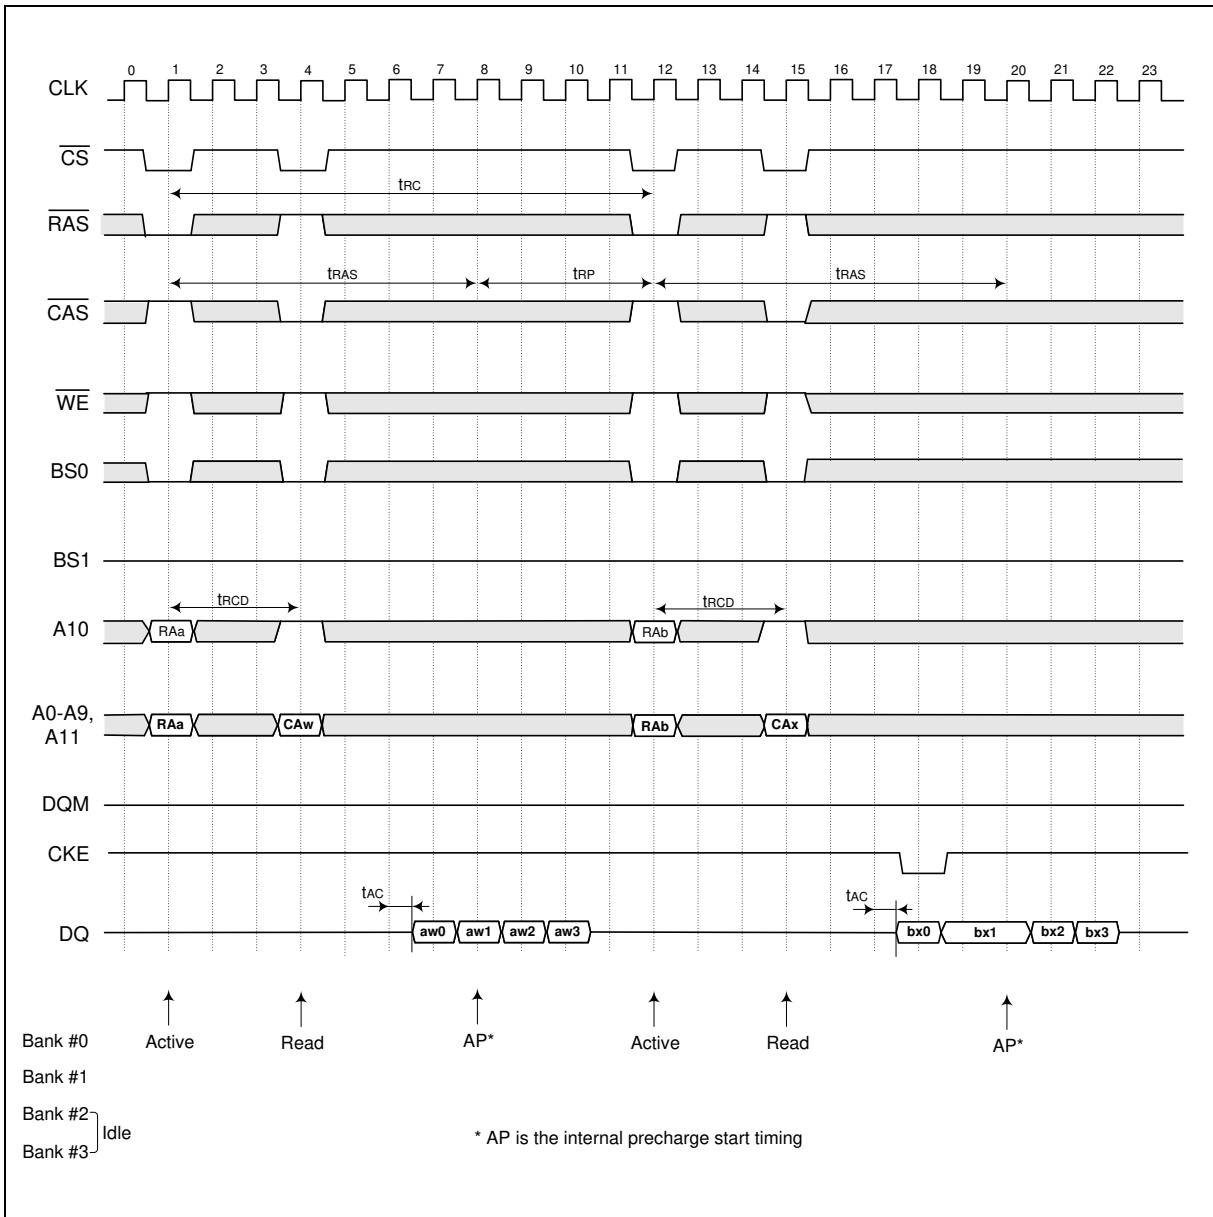 0 1 2 3 4 5 6 7 8 9 10 11 12 13 14 15 16 17 18 19 20 21 22 23
CLK
CS
tRC
RAS
tRAS tRP tRAS
CAS
WE
BS0
BS1
tRCD tRCD
A10 RAa RAb
A0-A9,
A11
RAa CAw RAb CAx
DQM
CKE
tAC tAC
DQ aw0 aw1 aw2 aw3 bx0 bx1 bx2 bx3
Bank #0 Active Read AP* Active Read AP*
Bank #1
Bank #2
Idle
Bank #3
* AP is the internal precharge start timing